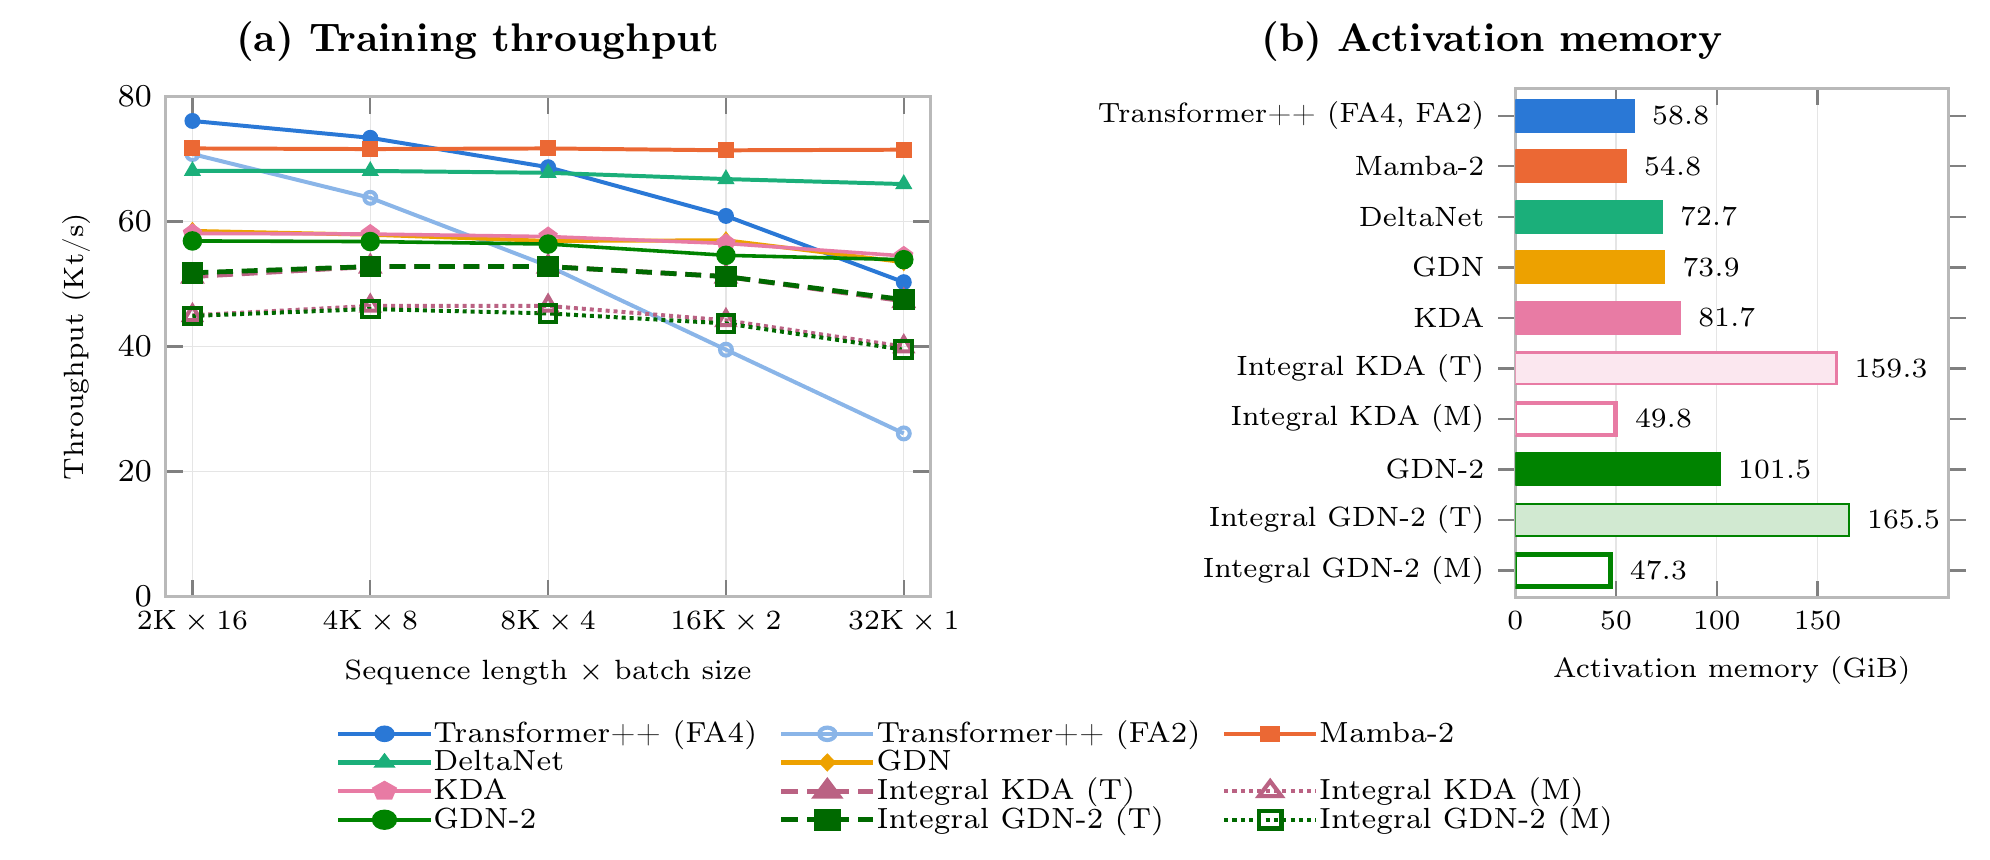 (a) Training throughput
80
60
40
20
0
Throughput (Kt/s)
2K × 16
4K × 8
8K × 4
16K × 2
32K × 1
Sequence length × batch size
(b) Activation memory
Transformer++ (FA4, FA2) 58.8
Mamba-2 54.8
DeltaNet 72.7
GDN 73.9
KDA 81.7
Integral KDA (T) 159.3
Integral KDA (M) 49.8
GDN-2 101.5
Integral GDN-2 (T) 165.5
Integral GDN-2 (M) 47.3
0 50 100 150
Activation memory (GiB)
Transformer++ (FA4) Transformer++ (FA2) Mamba-2
DeltaNet GDN
KDA Integral KDA (T) Integral KDA (M)
GDN-2 Integral GDN-2 (T) Integral GDN-2 (M)